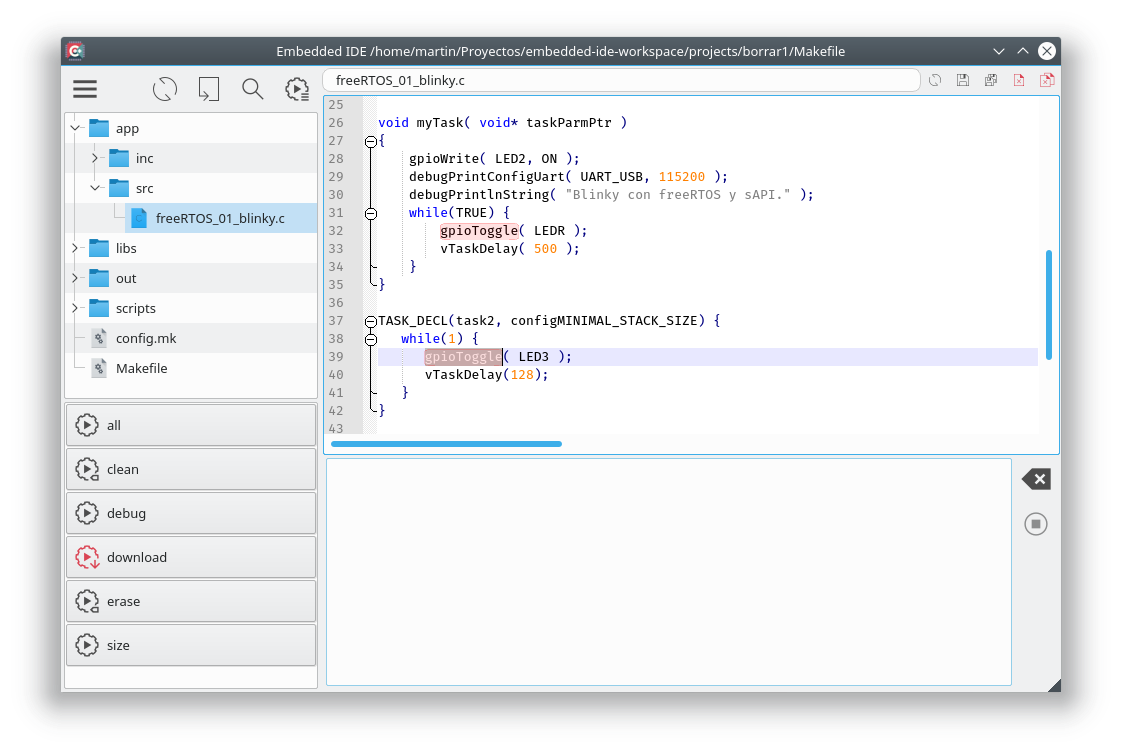 Embedded IDE /home/martin/Proyectos/embedded-ide-workspace/projects/borrar1/Makefile
freeRTOS_01_blinky.c
app
inc
src
freeRTOS_01_blinky.c
libs
out
scripts
config.mk
Makefile
all
clean
debug
download
erase
size
25
26 void myTask( void* taskParmPtr )
27 {
28 gpioWrite( LED2, ON );
29 debugPrintConfigUart( UART_USB, 115200 );
30 debugPrintlnString( "Blinky con freeRTOS y sAPI." );
31 while(TRUE) {
32 gpioToggle( LEDR );
33 vTaskDelay( 500 );
34 }
35 }
36
37 TASK_DECL(task2, configMINIMAL_STACK_SIZE) {
38 while(1) {
39 gpioToggle( LED3 );
40 vTaskDelay(128);
41 }
42 }
43